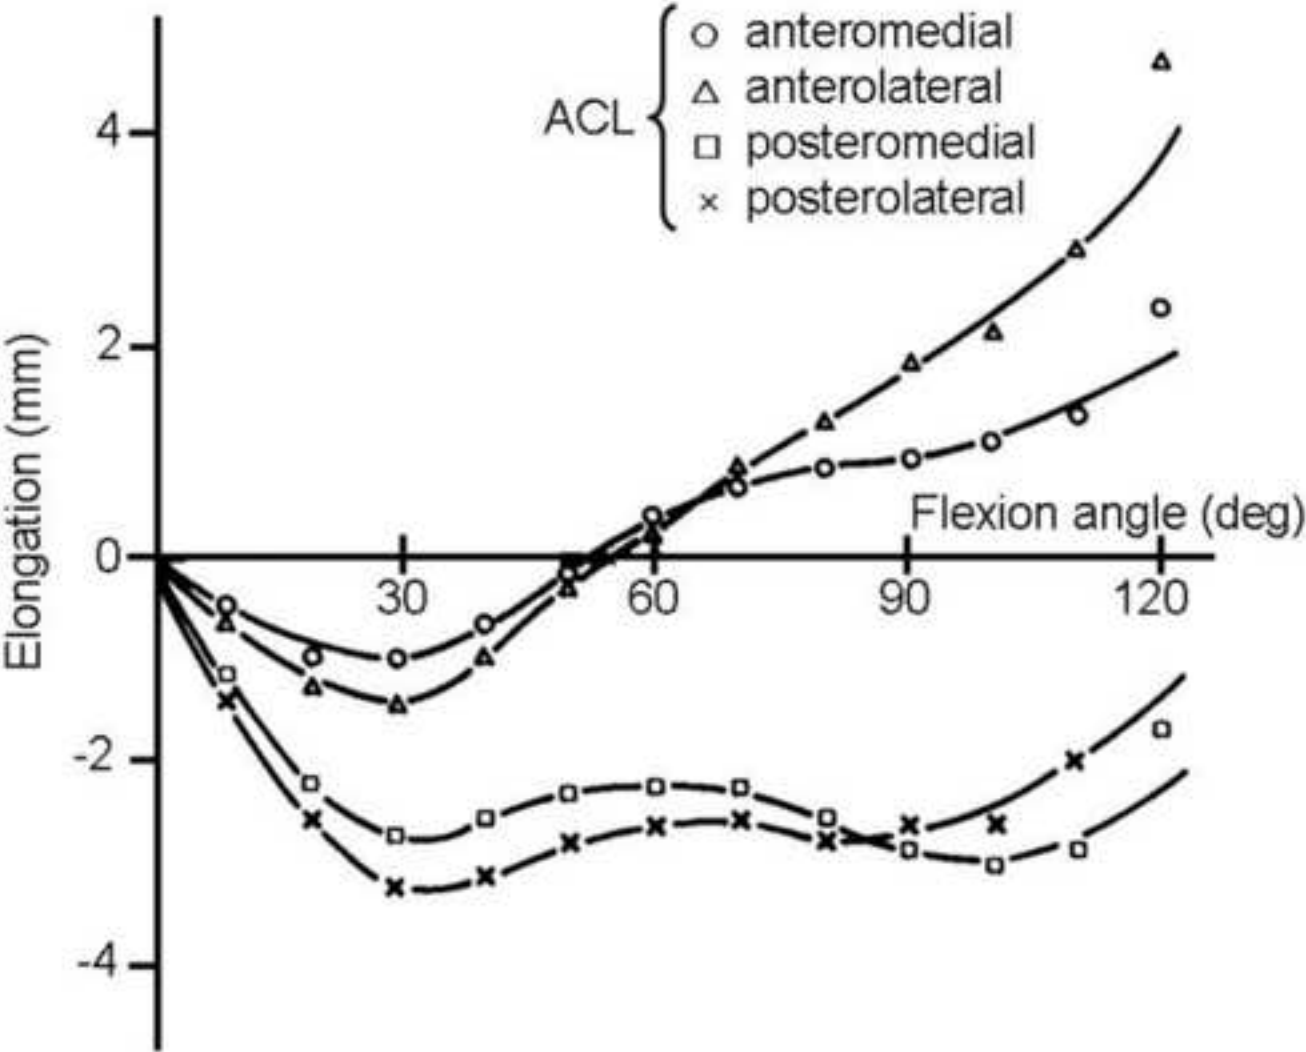 anteromedial
anterolateral
ACL
posteromedial
posterolateral
4
2
0
-2
-4
Elongation (mm)
Flexion angle (deg)
30
60
90
120